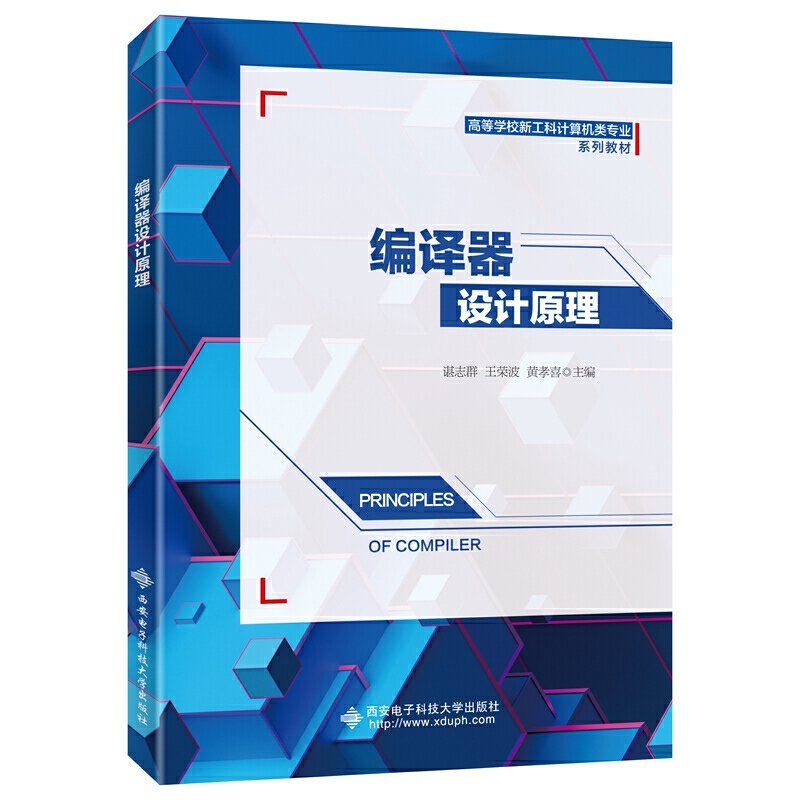 高等学校新工科计算机类专业
系列教材
编译器
设计原理
谌志群 王荣波 黄孝喜◎主编
PRINCIPLES
OF COMPILER
西安电子科技大学出版社
http://www.xduph.com
编译器设计原理
西安电子科技大学出版社